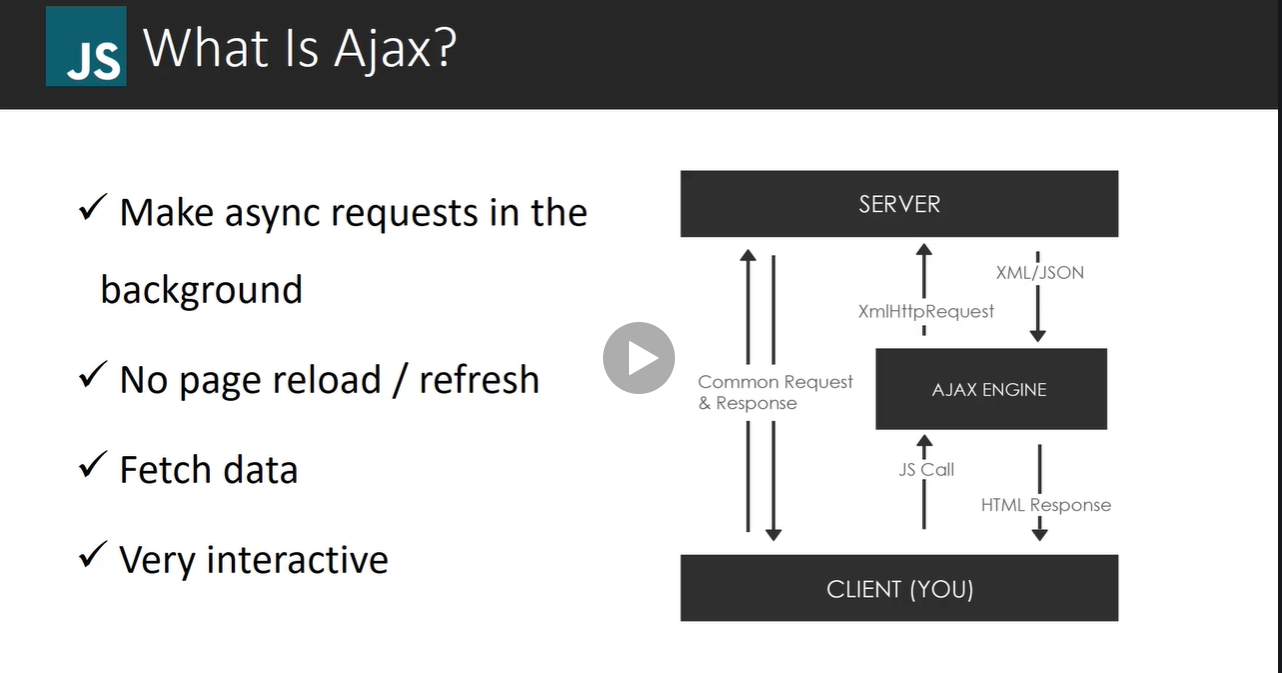 JS What Is Ajax?
✓ Make async requests in the
background
✓ No page reload / refresh
✓ Fetch data
✓ Very interactive
SERVER
XML/JSON
XmlHttpRequest
Common Request
& Response
AJAX ENGINE
JS Call
HTML Response
CLIENT (YOU)